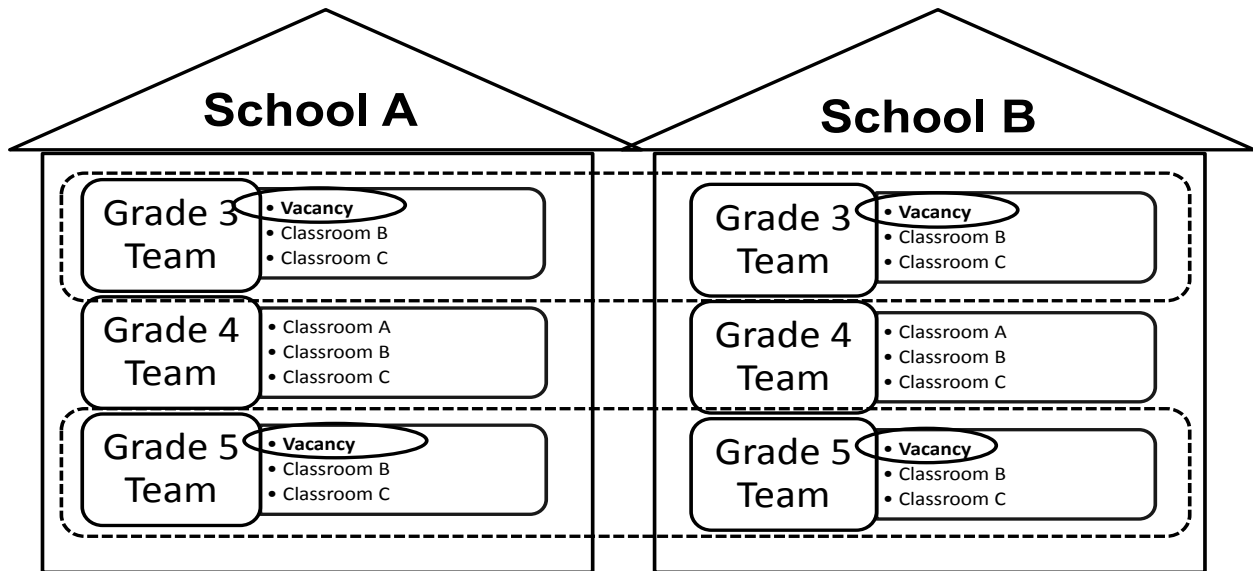 School A
Grade 3
Team
• Vacancy
• Classroom B
• Classroom C
Grade 4
Team
• Classroom A
• Classroom B
• Classroom C
Grade 5
Team
• Vacancy
• Classroom B
• Classroom C
School B
Grade 3
Team
• Vacancy
• Classroom B
• Classroom C
Grade 4
Team
• Classroom A
• Classroom B
• Classroom C
Grade 5
Team
• Vacancy
• Classroom B
• Classroom C